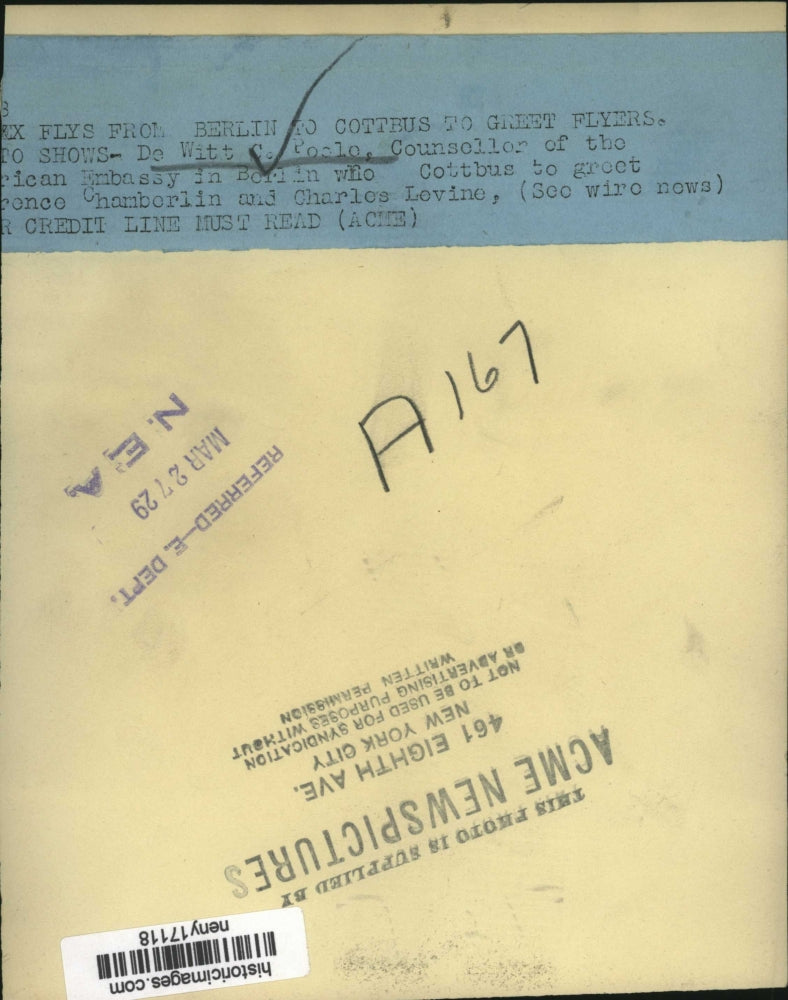 3
EX FLYS FROM BERLIN TO COTTBUS TO GREET FLYERS.
TO SHOWS- De Witt C. Poole, Counsellor of the
rican Embassy in Berlin who Cottbus to greet
rence Chamberlin and Charles Levine, (See wire news)
R CREDIT LINE MUST READ (ACME)
A167
N.E.A
MAR 27 29
REFERRED-E. DEPT.
THIS PHOTO IS SUPPLIED BY
ACME NEWSPICTURES
461 EIGHTH AVE.
NEW YORK CITY
NOT TO BE USED FOR SYNDICATION
OR ADVERTISING PURPOSES WITHOUT
WRITTEN PERMISSION
historicimages.com
neny17118